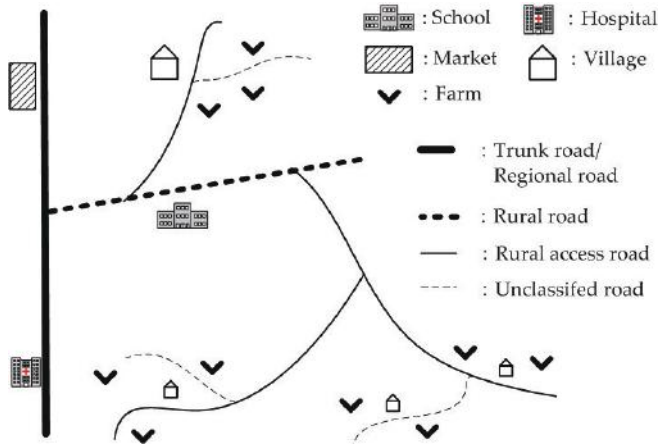 : School
: Hospital
: Market
: Village
: Farm
: Trunk road/
Regional road
: Rural road
: Rural access road
: Unclassifed road